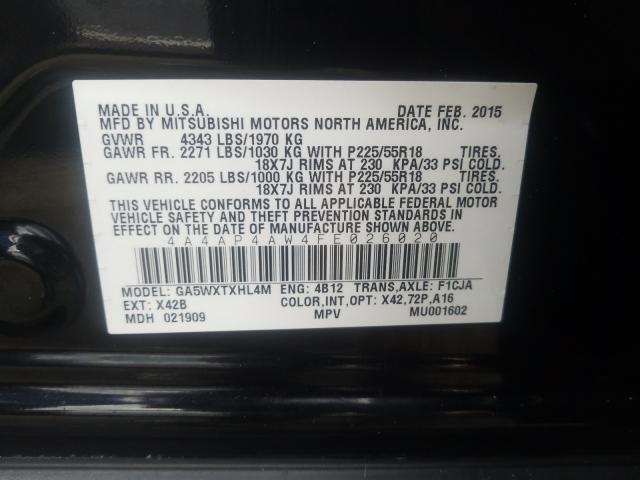 MADE IN U.S.A. DATE FEB. 2015
MFD BY MITSUBISHI MOTORS NORTH AMERICA, INC.
GVWR 4343 LBS/1970 KG
GAWR FR. 2271 LBS/1030 KG WITH P225/55R18 TIRES,
18X7J RIMS AT 230 KPA/33 PSI COLD.
GAWR RR. 2205 LBS/1000 KG WITH P225/55R18 TIRES,
18X7J RIMS AT 230 KPA/33 PSI COLD.
THIS VEHICLE CONFORMS TO ALL APPLICABLE FEDERAL MOTOR
VEHICLE SAFETY AND THEFT PREVENTION STANDARDS IN
EFFECT ON THE DATE OF MANUFACTURE SHOWN ABOVE.
4A4AP4AW4FE026020
MODEL: GA5WXTXHL4M ENG: 4B12 TRANS,AXLE: F1CJA
EXT: X42B COLOR,INT,OPT: X42,72P,A16
MDH 021909 MPV MU001602